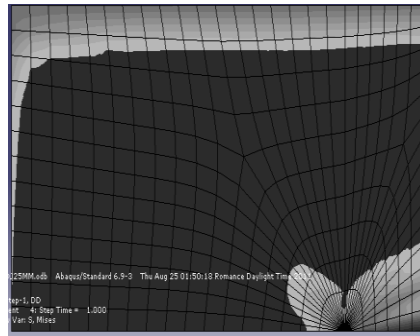 025MM.odb Abaqus/Standard 6.9-3 Thu Aug 25 01:50:18 Romance Daylight Time
tep-1, DD
ent 4: Step Time = 1.000
Var: S, Mises